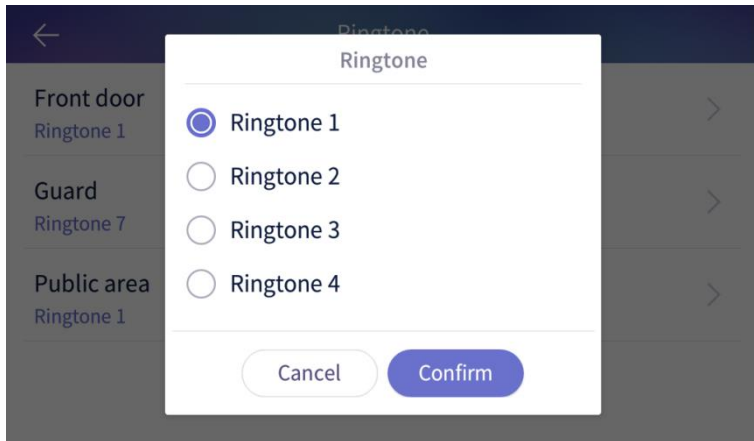 Ringtone
Ringtone
Front door
Ringtone 1
Guard
Ringtone 7
Public area
Ringtone 1
Ringtone 1
Ringtone 2
Ringtone 3
Ringtone 4
Cancel
Confirm